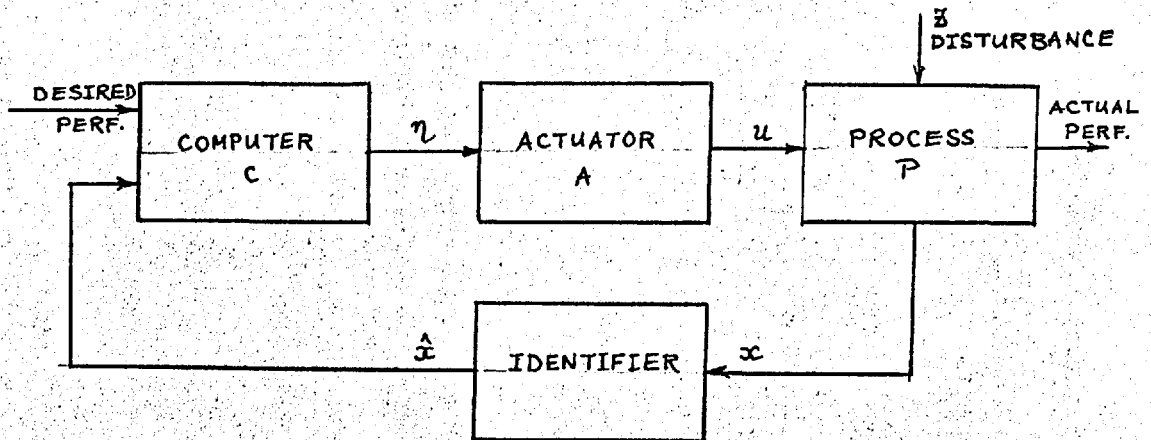 z
DISTURBANCE
DESIRED
PERF.
COMPUTER
C
η
ACTUATOR
A
u
PROCESS
P
ACTUAL
PERF.
x̂
IDENTIFIER
x